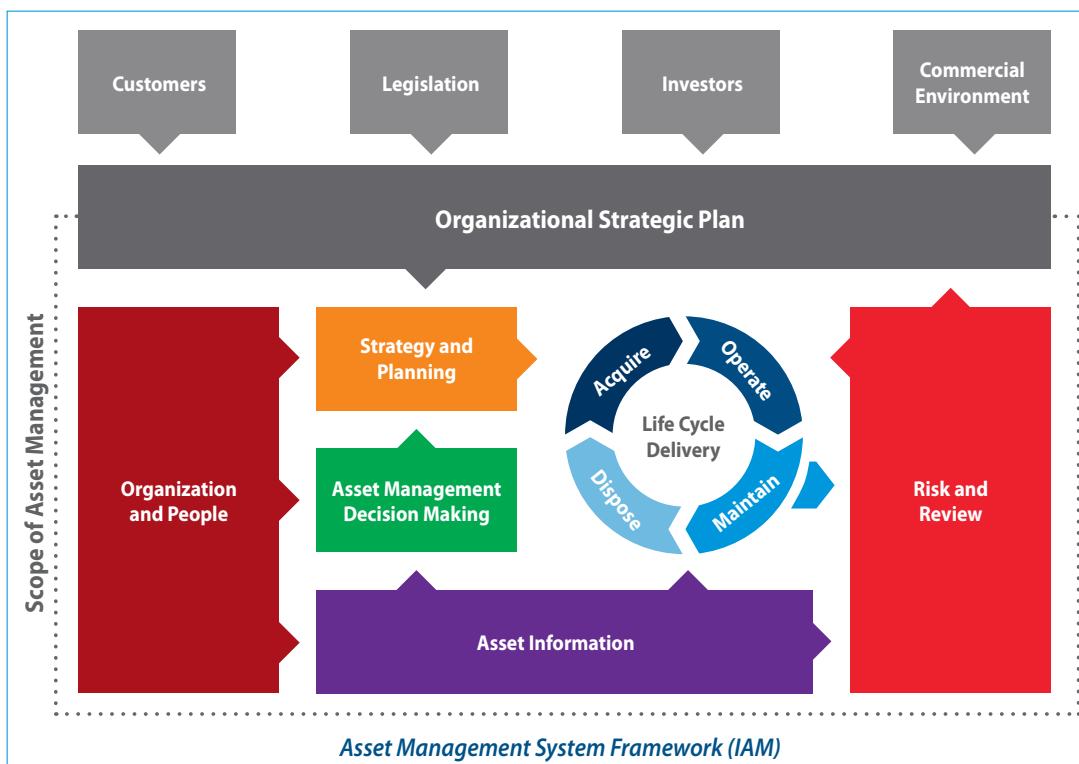 Customers
Legislation
Investors
Commercial
Environment
Organizational Strategic Plan
Scope of Asset Management
Organization
and People
Strategy and
Planning
Asset Management
Decision Making
Acquire
Operate
Life Cycle
Delivery
Dispose
Maintain
Risk and
Review
Asset Information
Asset Management System Framework (IAM)